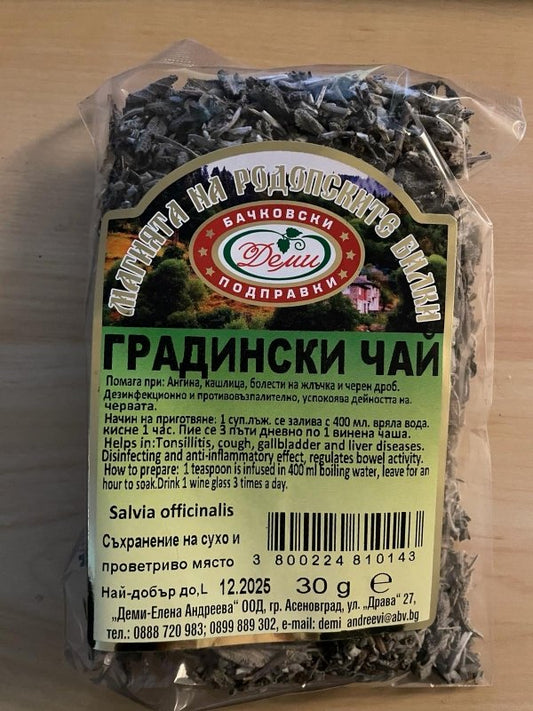 МАГИЯТА НА РОДОПСКИТЕ БИЛКИ
БАЧКОВСКИ
Деми
ПОДПРАВКИ
ГРАДИНСКИ ЧАЙ
Помага при: Ангина, кашлица, болести на жлъчка и черен дроб.
Дезинфекционно и противовъзпалително, успокоява дейността на.
червата.
Начин на приготвяне: 1 суп.лъж. се залива с 400 мл. вряла вода.
кисне 1 час. Пие се 3 пъти дневно по 1 винена чаша.
Helps in:Tonsillitis, cough, gallbladder and liver diseases.
Disinfecting and anti-inflammatory effect, regulates bowel activity.
How to prepare: 1 teaspoon is infused in 400 ml boiling water, leave for an
hour to soak.Drink 1 wine glass 3 times a day.
Salvia officinalis
Съхранение на сухо и
проветриво място
3 800224 810143
Най-добър до,L 12.2025 30 g e
„Деми-Елена Андреева“ ООД, гр. Асеновград, ул. „Драва“ 27,
тел.: 0888 720 983; 0899 889 302, e-mail: demi_andreevi@abv.bg